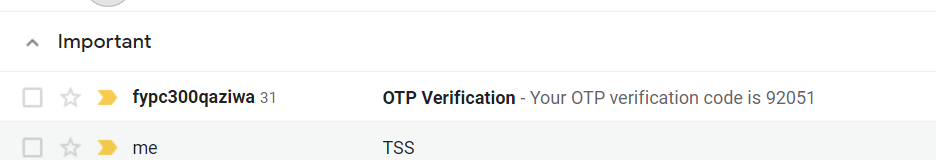 Important
fypc300qaziwa 31 OTP Verification - Your OTP verification code is 92051
me TSS